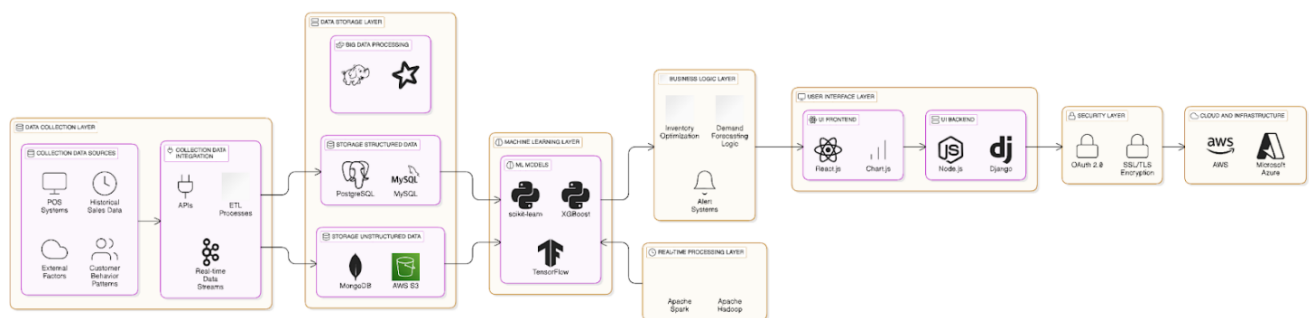 DATA COLLECTION LAYER
COLLECTION DATA SOURCES
POS
Systems
Historical
Sales Data
External
Factors
Customer
Behavior
Patterns
COLLECTION DATA
INTEGRATION
APIs
ETL
Processes
Real-time
Data
Streams
DATA STORAGE LAYER
BIG DATA PROCESSING
STORAGE STRUCTURED DATA
PostgreSQL
MySQL
MySQL
STORAGE UNSTRUCTURED DATA
MongoDB
AWS S3
MACHINE LEARNING LAYER
ML MODELS
scikit-learn
XGBoost
TensorFlow
BUSINESS LOGIC LAYER
Inventory
Optimization
Demand
Forecasting
Logic
Alert
Systems
REAL-TIME PROCESSING LAYER
Apache
Spark
Apache
Hadoop
USER INTERFACE LAYER
UI FRONTEND
React.js
Chart.js
UI BACKEND
JS
Node.js
dj
Django
SECURITY LAYER
OAuth 2.0
SSL/TLS
Encryption
CLOUD AND INFRASTRUCTURE
aws
AWS
Microsoft
Azure